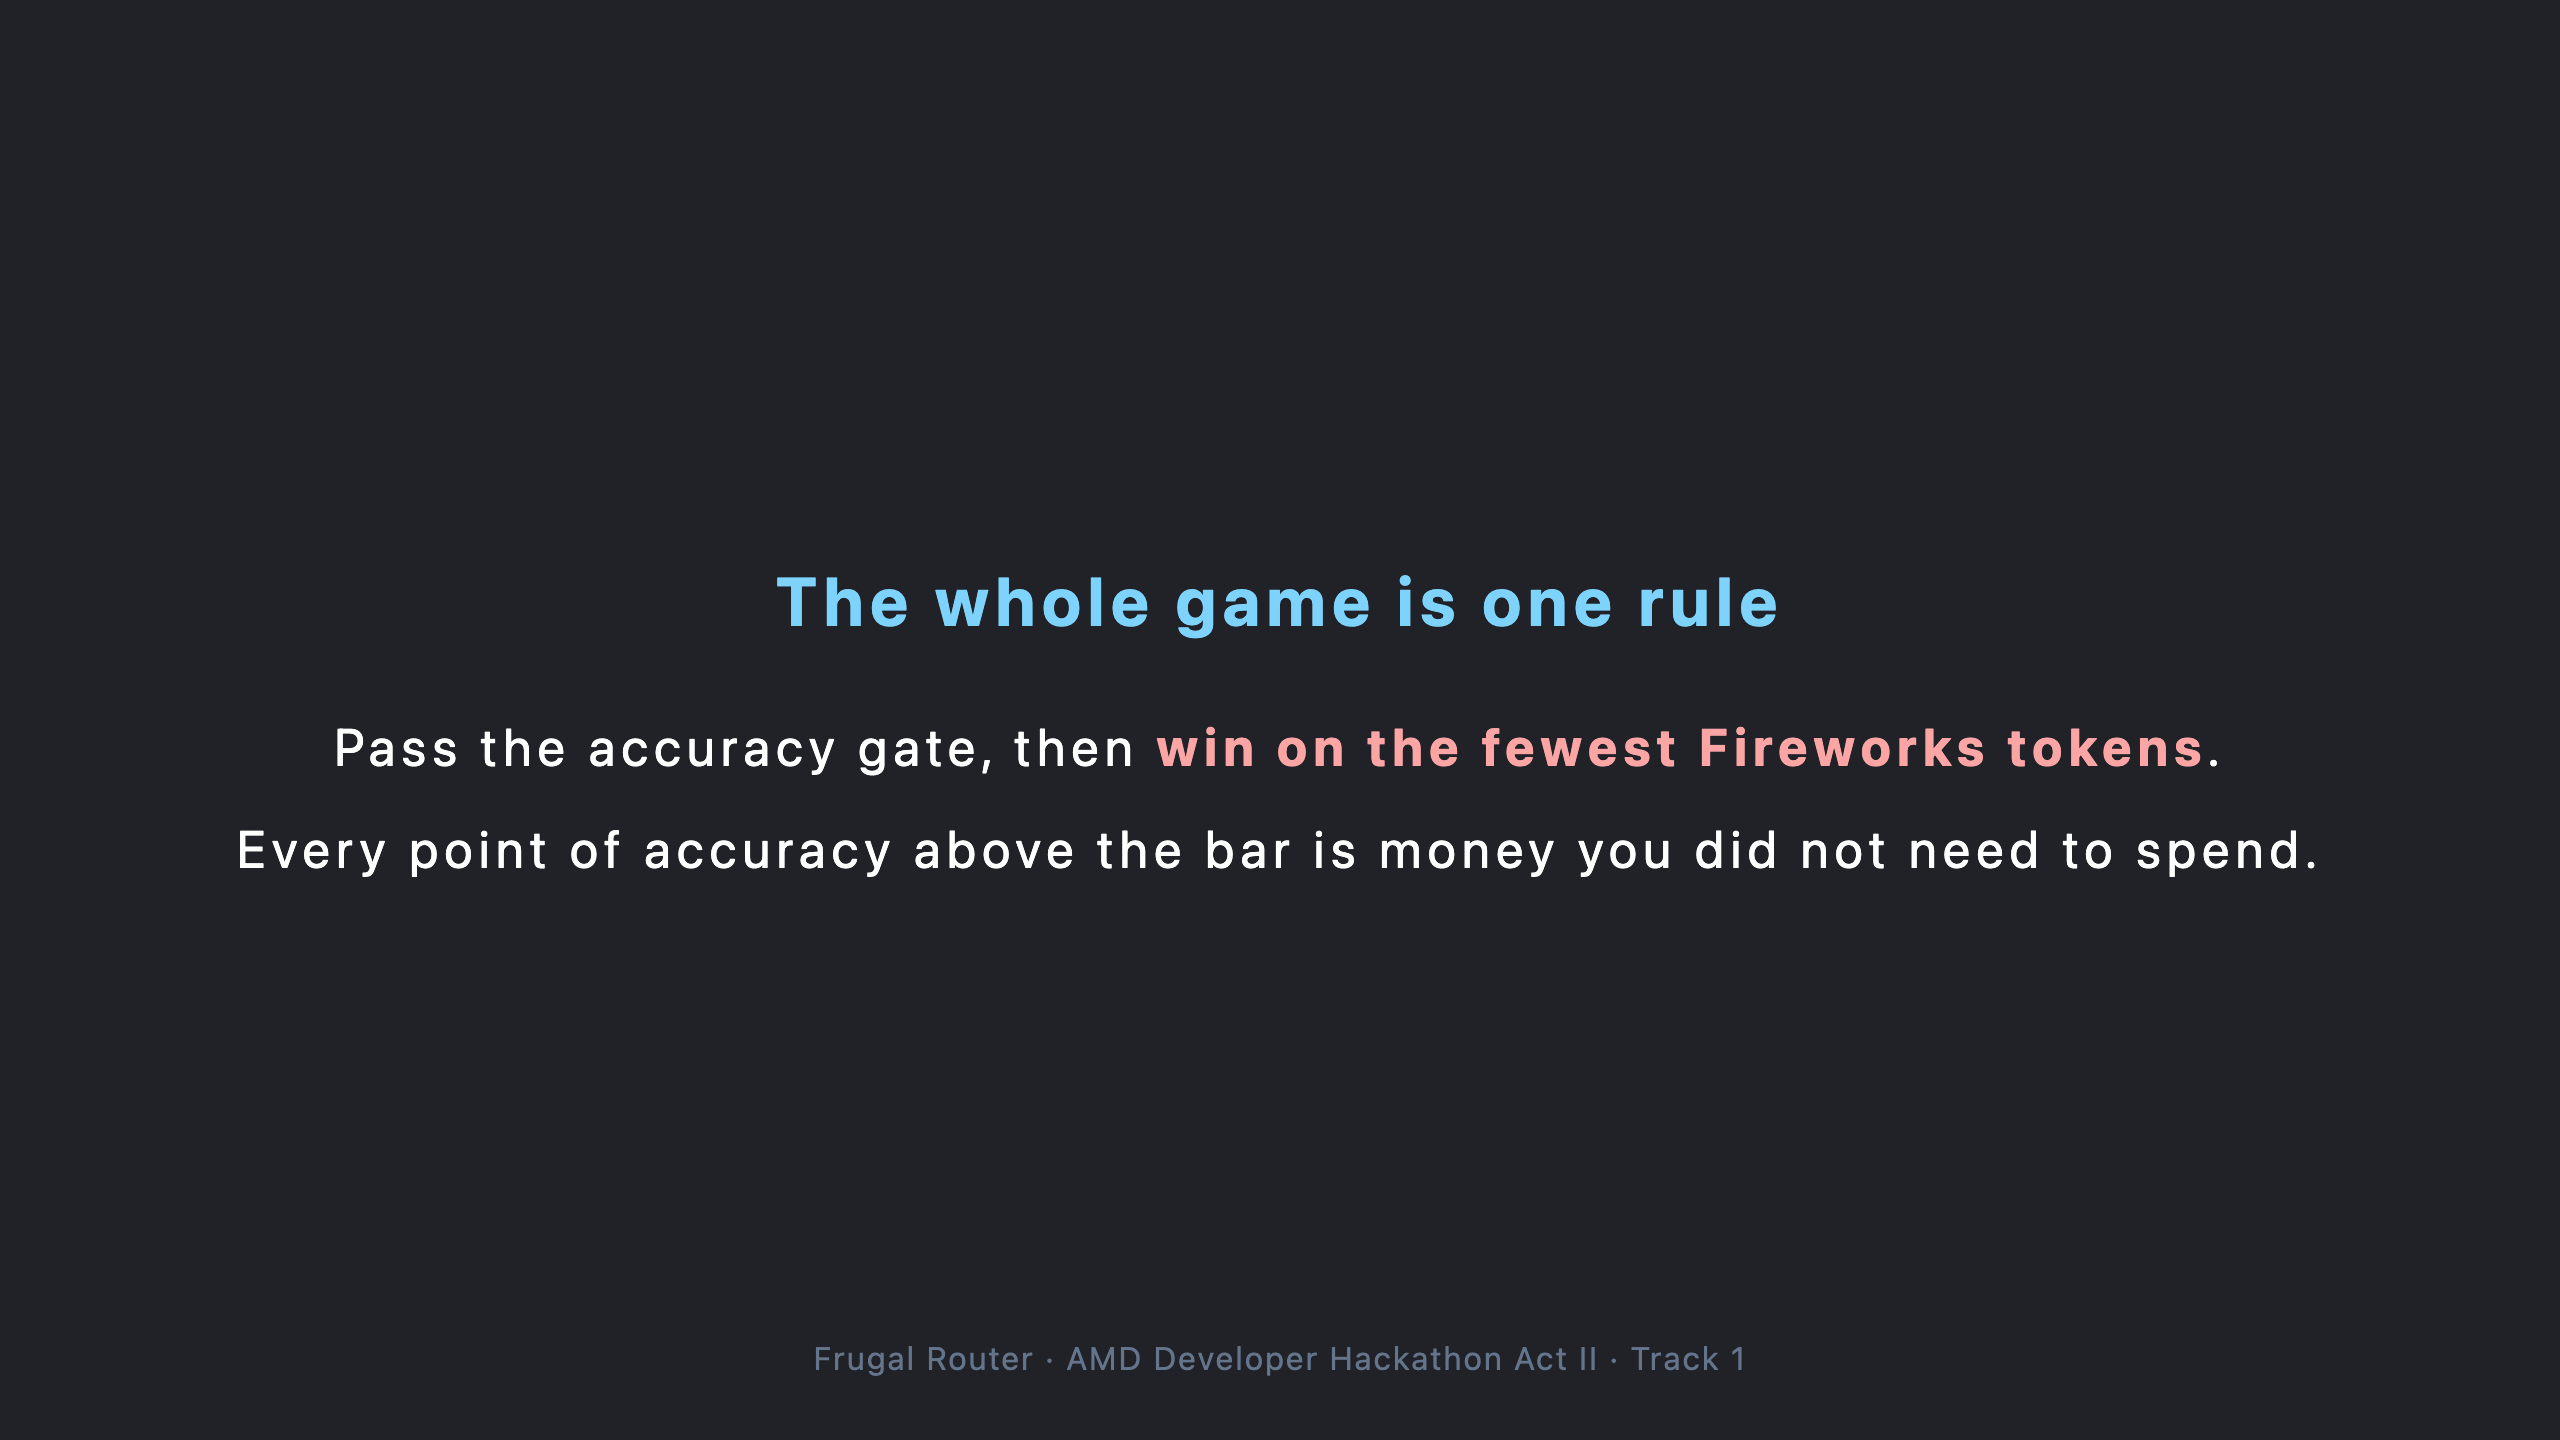 The whole game is one rule
Pass the accuracy gate, then win on the fewest Fireworks tokens.
Every point of accuracy above the bar is money you did not need to spend.
Frugal Router · AMD Developer Hackathon Act II · Track 1